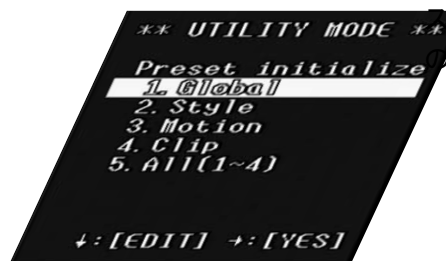 ** UTILITY MODE **
Preset initialize
1. Global
2. Style
3. Motion
4. Clip
5. All(1~4)
↓:[EDIT] →:[YES]